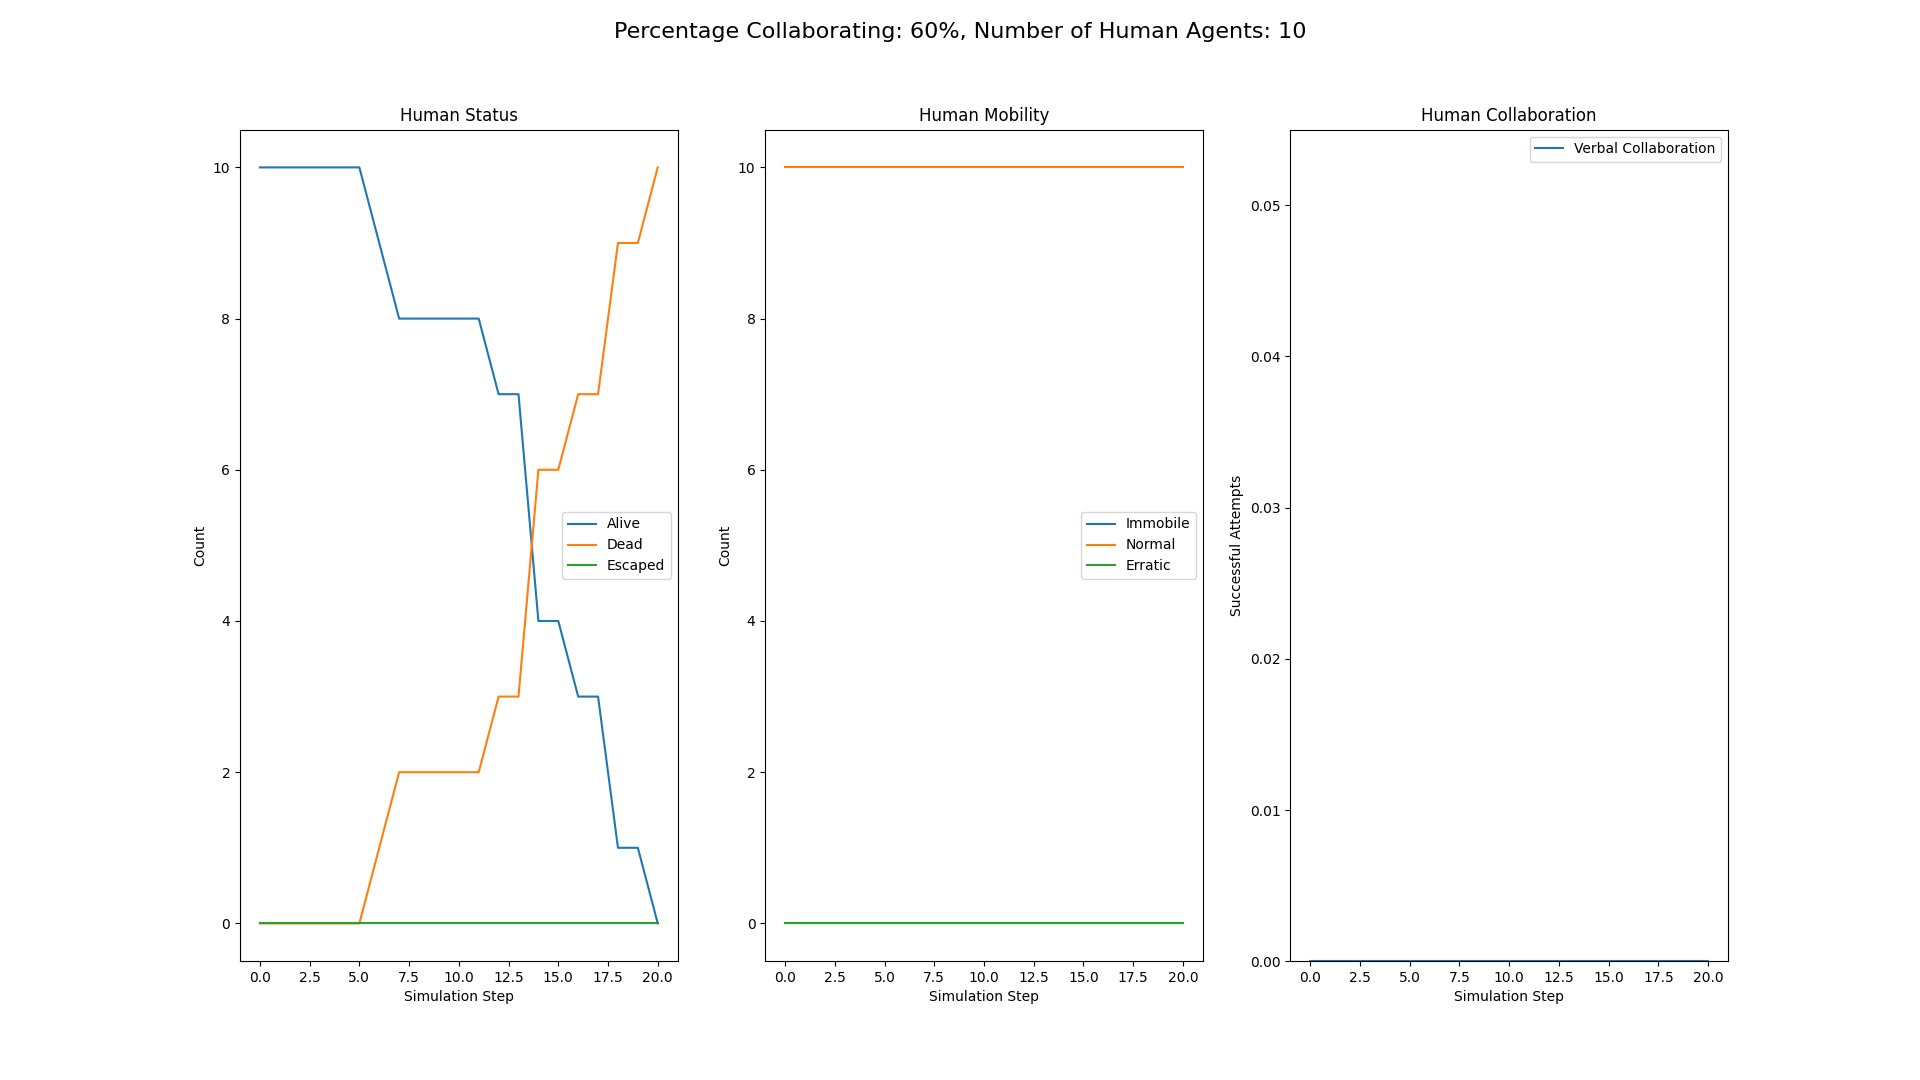 Percentage Collaborating: 60%, Number of Human Agents: 10
Human Status
10
8
6
4
2
0
Count
Alive
Dead
Escaped
0.0 2.5 5.0 7.5 10.0 12.5 15.0 17.5 20.0
Simulation Step
Human Mobility
10
8
6
4
2
0
Count
Immobile
Normal
Erratic
0.0 2.5 5.0 7.5 10.0 12.5 15.0 17.5 20.0
Simulation Step
Human Collaboration
Verbal Collaboration
0.05
0.04
0.03
0.02
0.01
0.00
Successful Attempts
0.0 2.5 5.0 7.5 10.0 12.5 15.0 17.5 20.0
Simulation Step